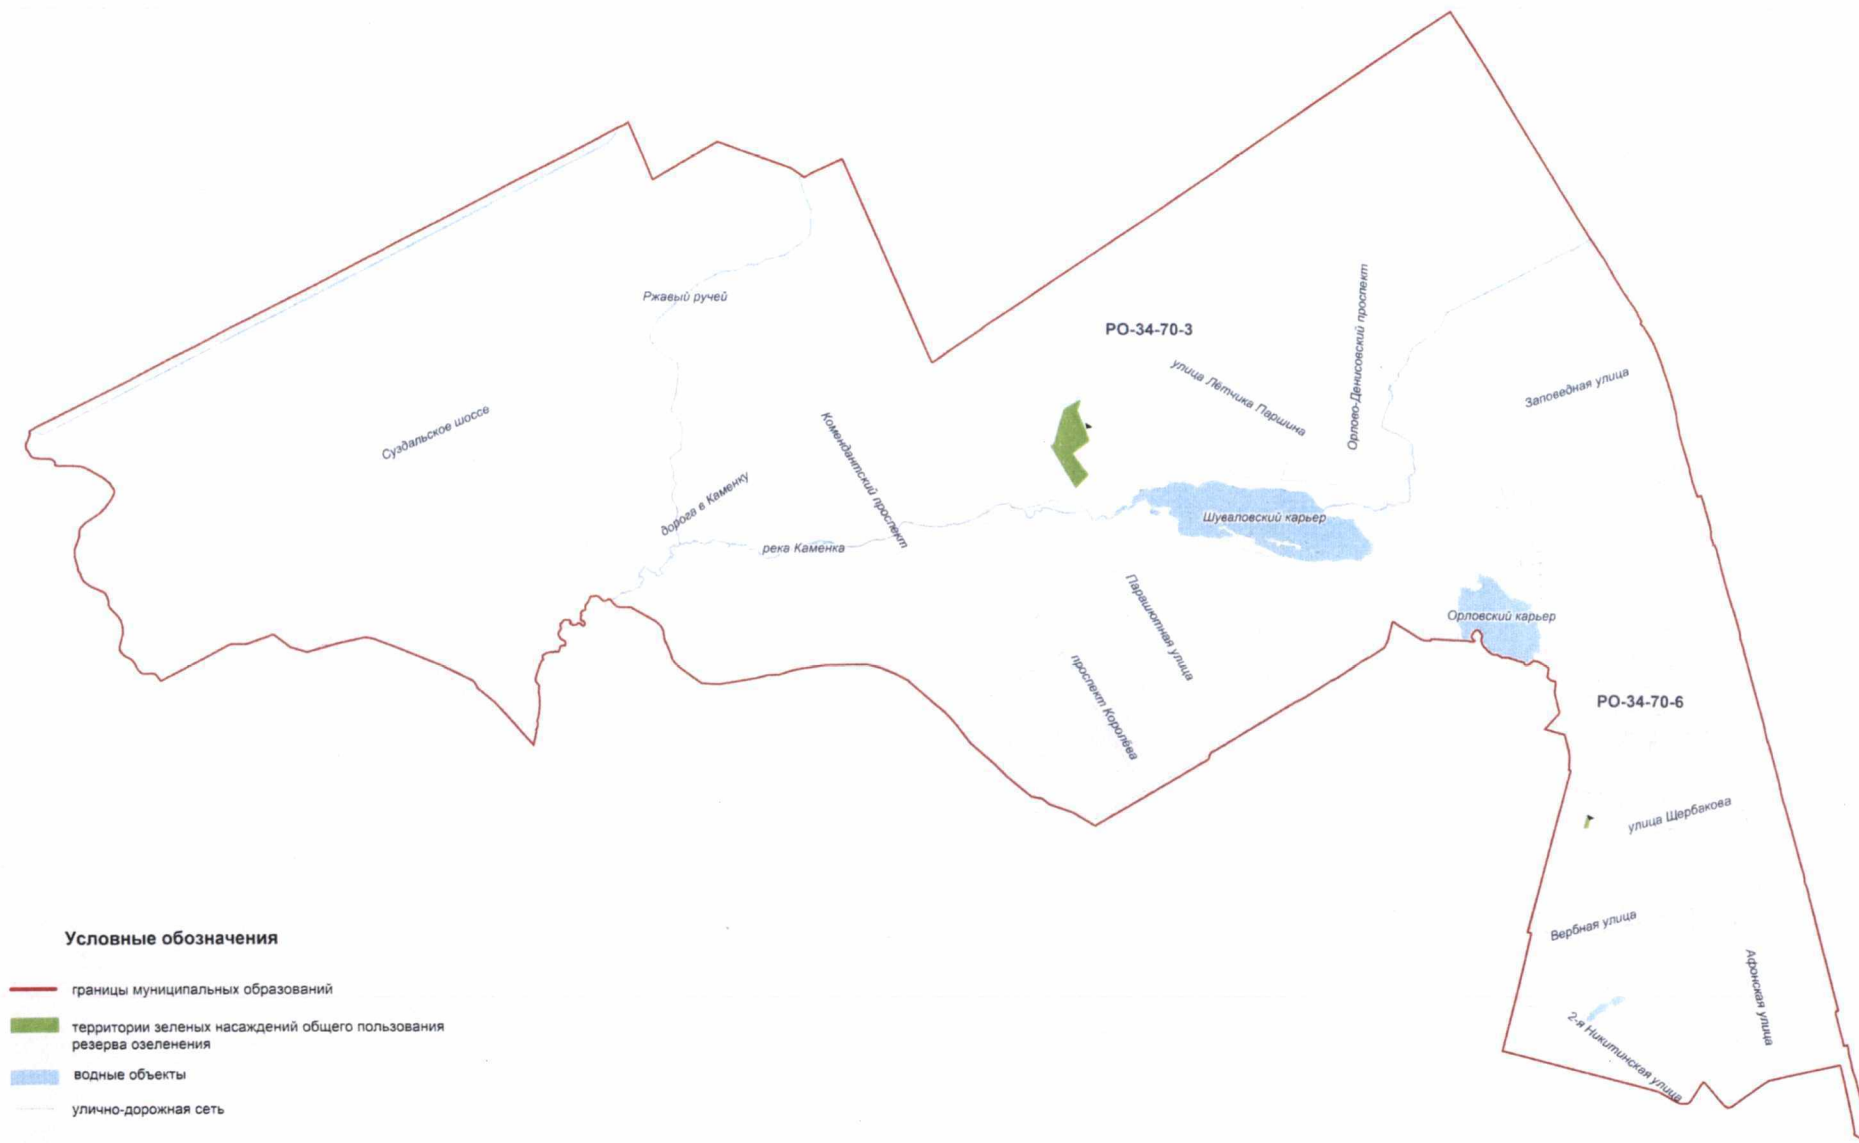 Ржавый ручей
РО-34-70-3
Орлово-Денисовский проспект
улица Лётчика Паршина
Заповедная улица
Суздальское шоссе
Комендантский проспект
дорога в Каменку
Шуваловский карьер
река Каменка
Парашютная улица
Орловский карьер
проспект Королёва
РО-34-70-6
улица Щербакова
Вербная улица
Афонская улица
2-я Никитинская улица
Условные обозначения
границы муниципальных образований
территории зеленых насаждений общего пользования
резерва озеленения
водные объекты
улично-дорожная сеть